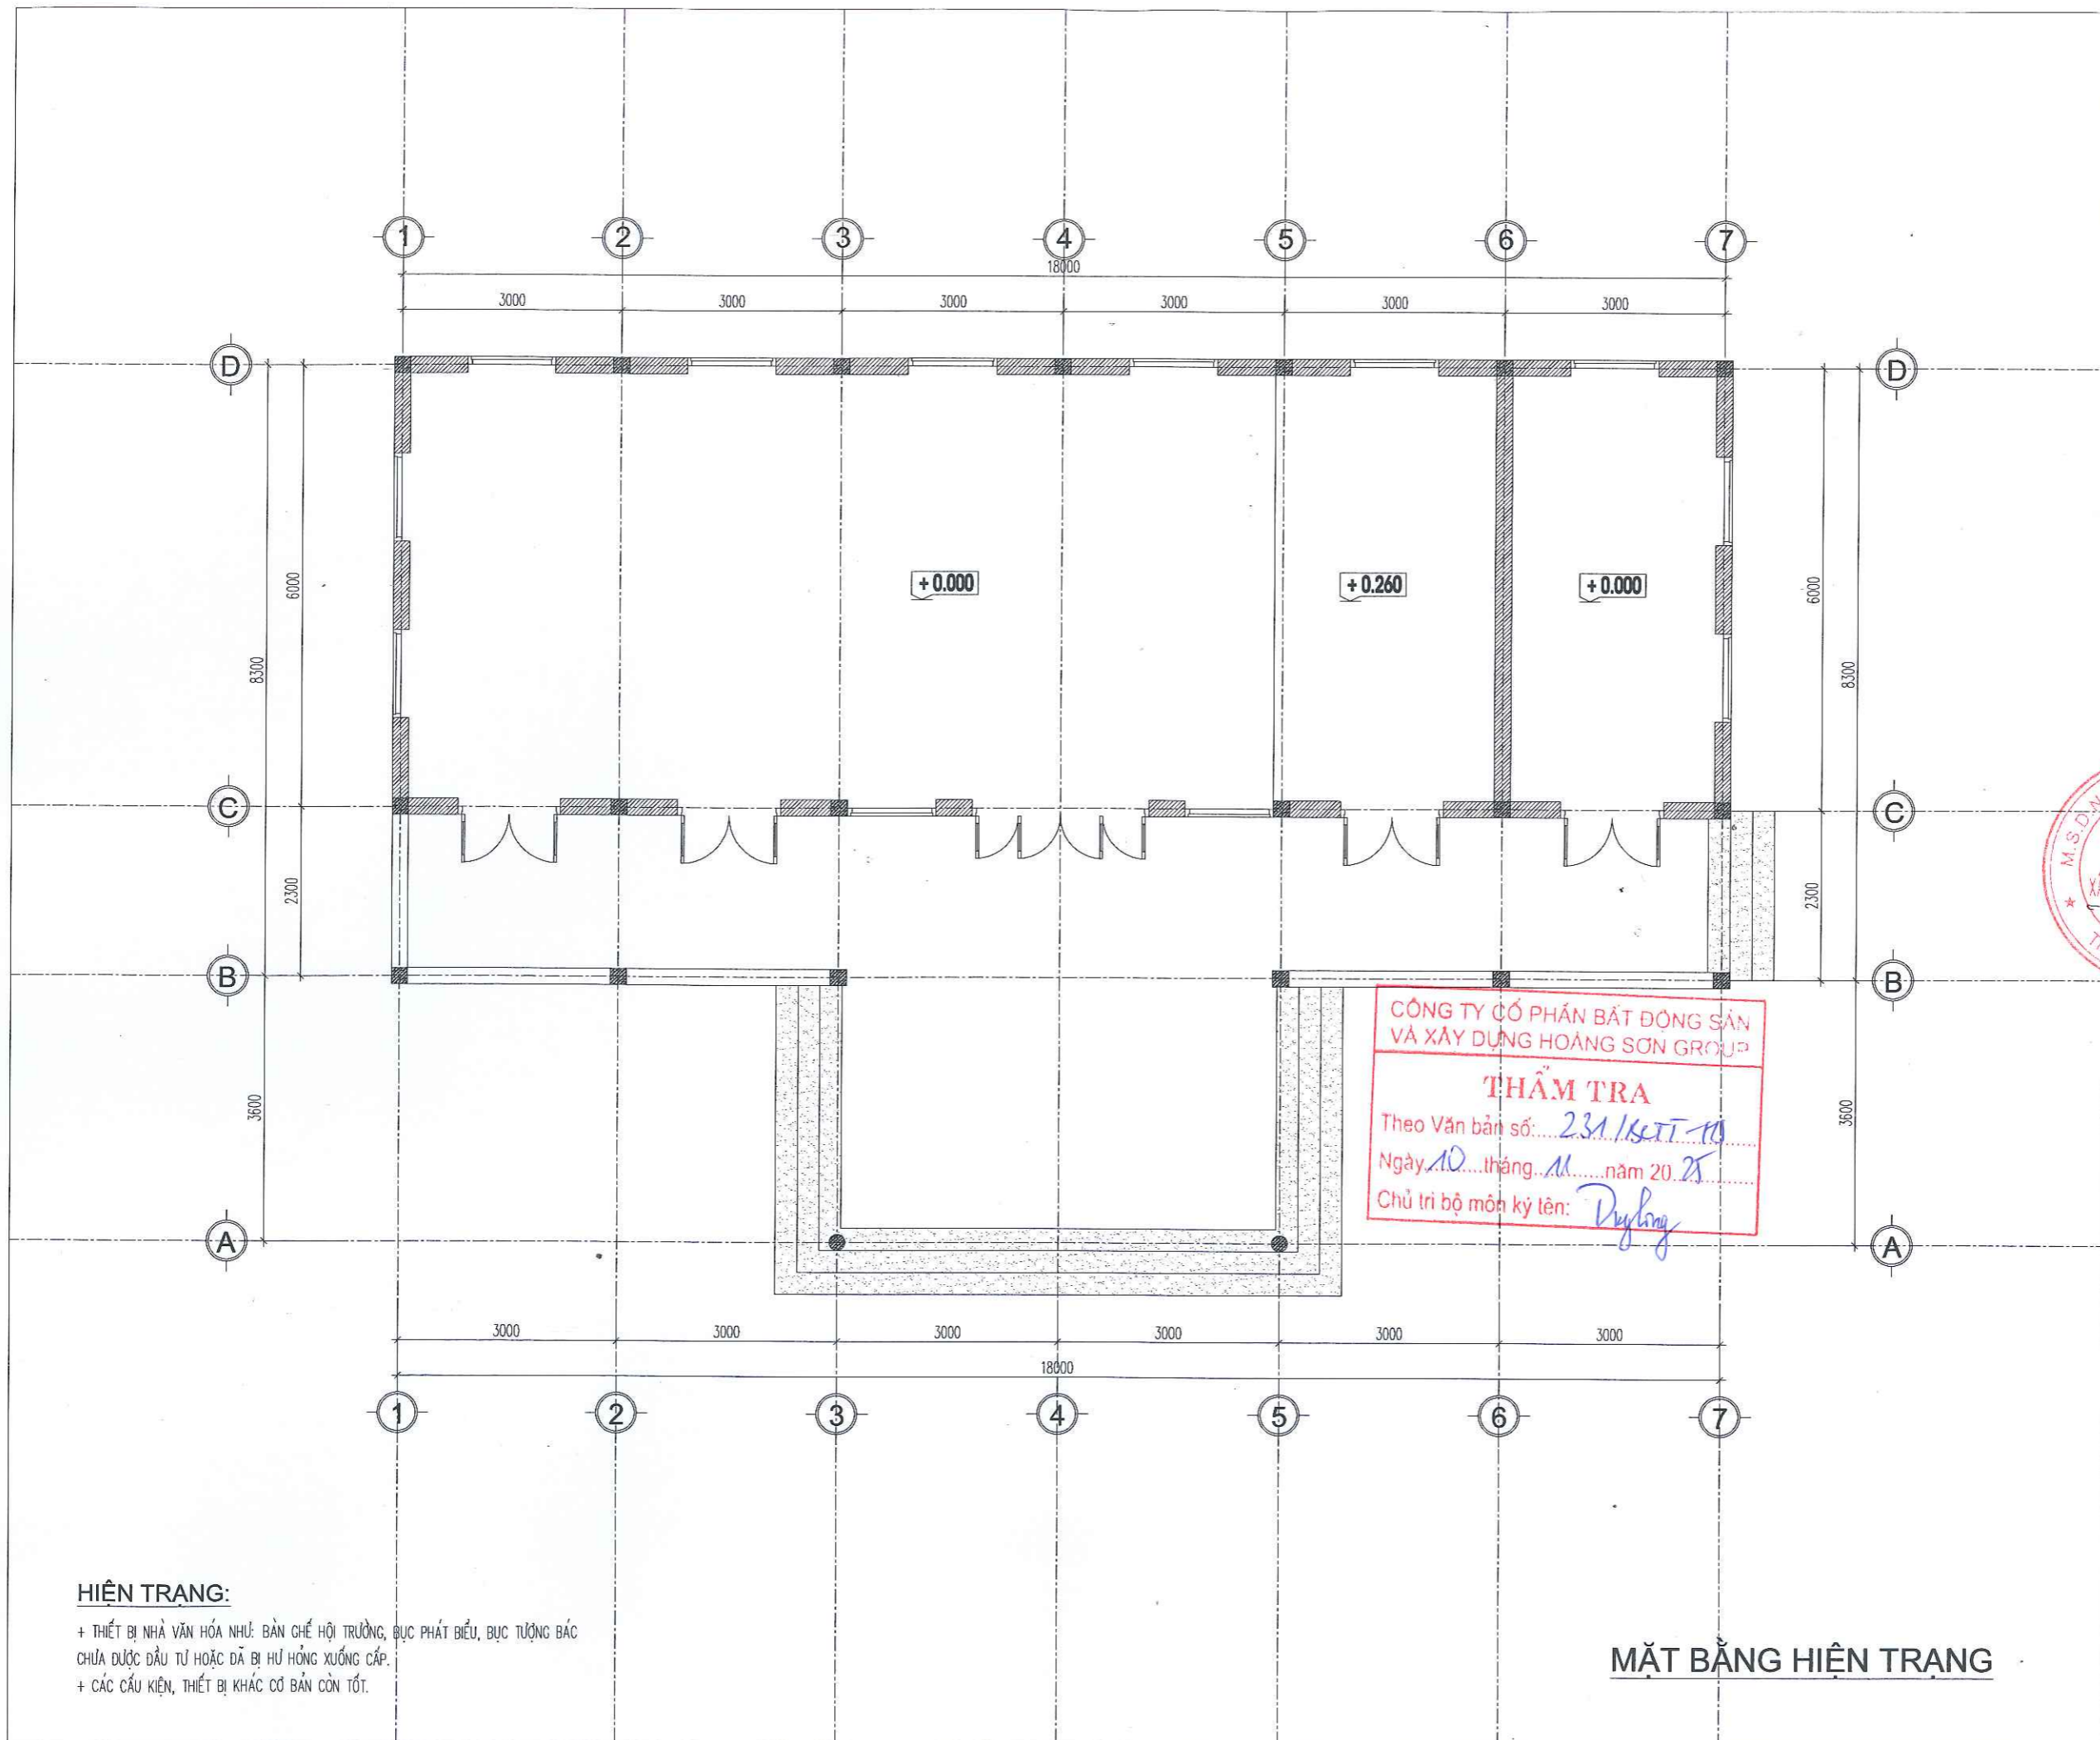 1 2 3 4 5 6 7
18000
3000 3000 3000 3000 3000 3000
D D
6000 6000
+0.000 +0.260 +0.000
8300 8300
C C
M.S.D.N
2300 2300
B B
CÔNG TY CỔ PHẦN BẤT ĐỘNG SẢN
VÀ XÂY DỰNG HOÀNG SƠN GROUP
THẨM TRA
Theo Văn bản số:
Ngày 10 tháng 11 năm 2025
Chủ trì bộ môn ký tên:
3600 3600
A A
3000 3000 3000 3000 3000 3000
18000
1 2 3 4 5 6 7
HIỆN TRẠNG:
+ THIẾT BỊ NHÀ VĂN HÓA NHƯ: BÀN GHẾ HỘI TRƯỜNG, BỤC PHÁT BIỂU, BỤC TƯỢNG BÁC
CHƯA ĐƯỢC ĐẦU TƯ HOẶC ĐÃ BỊ HƯ HỎNG XUỐNG CẤP.
+ CÁC CẤU KIỆN, THIẾT BỊ KHÁC CƠ BẢN CÒN TỐT.
MẶT BẰNG HIỆN TRẠNG